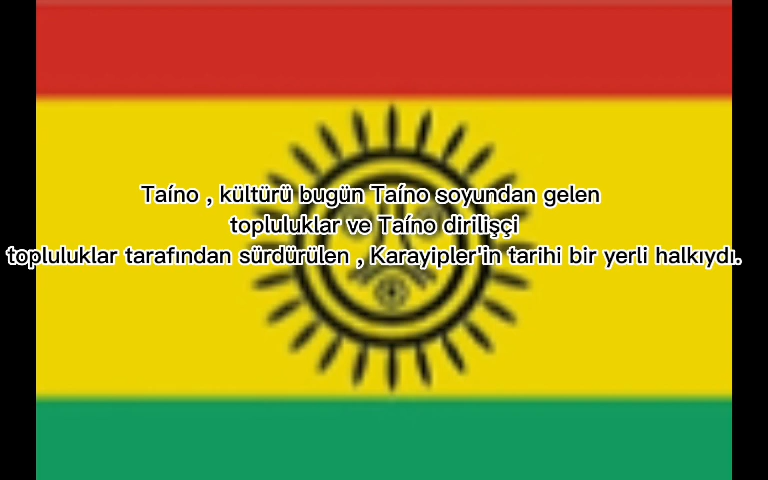 Taíno , kültürü bugün Taíno soyundan gelen
topluluklar ve Taíno dirilişçi
topluluklar tarafından sürdürülen , Karayipler'in tarihi bir yerli halkıydı.